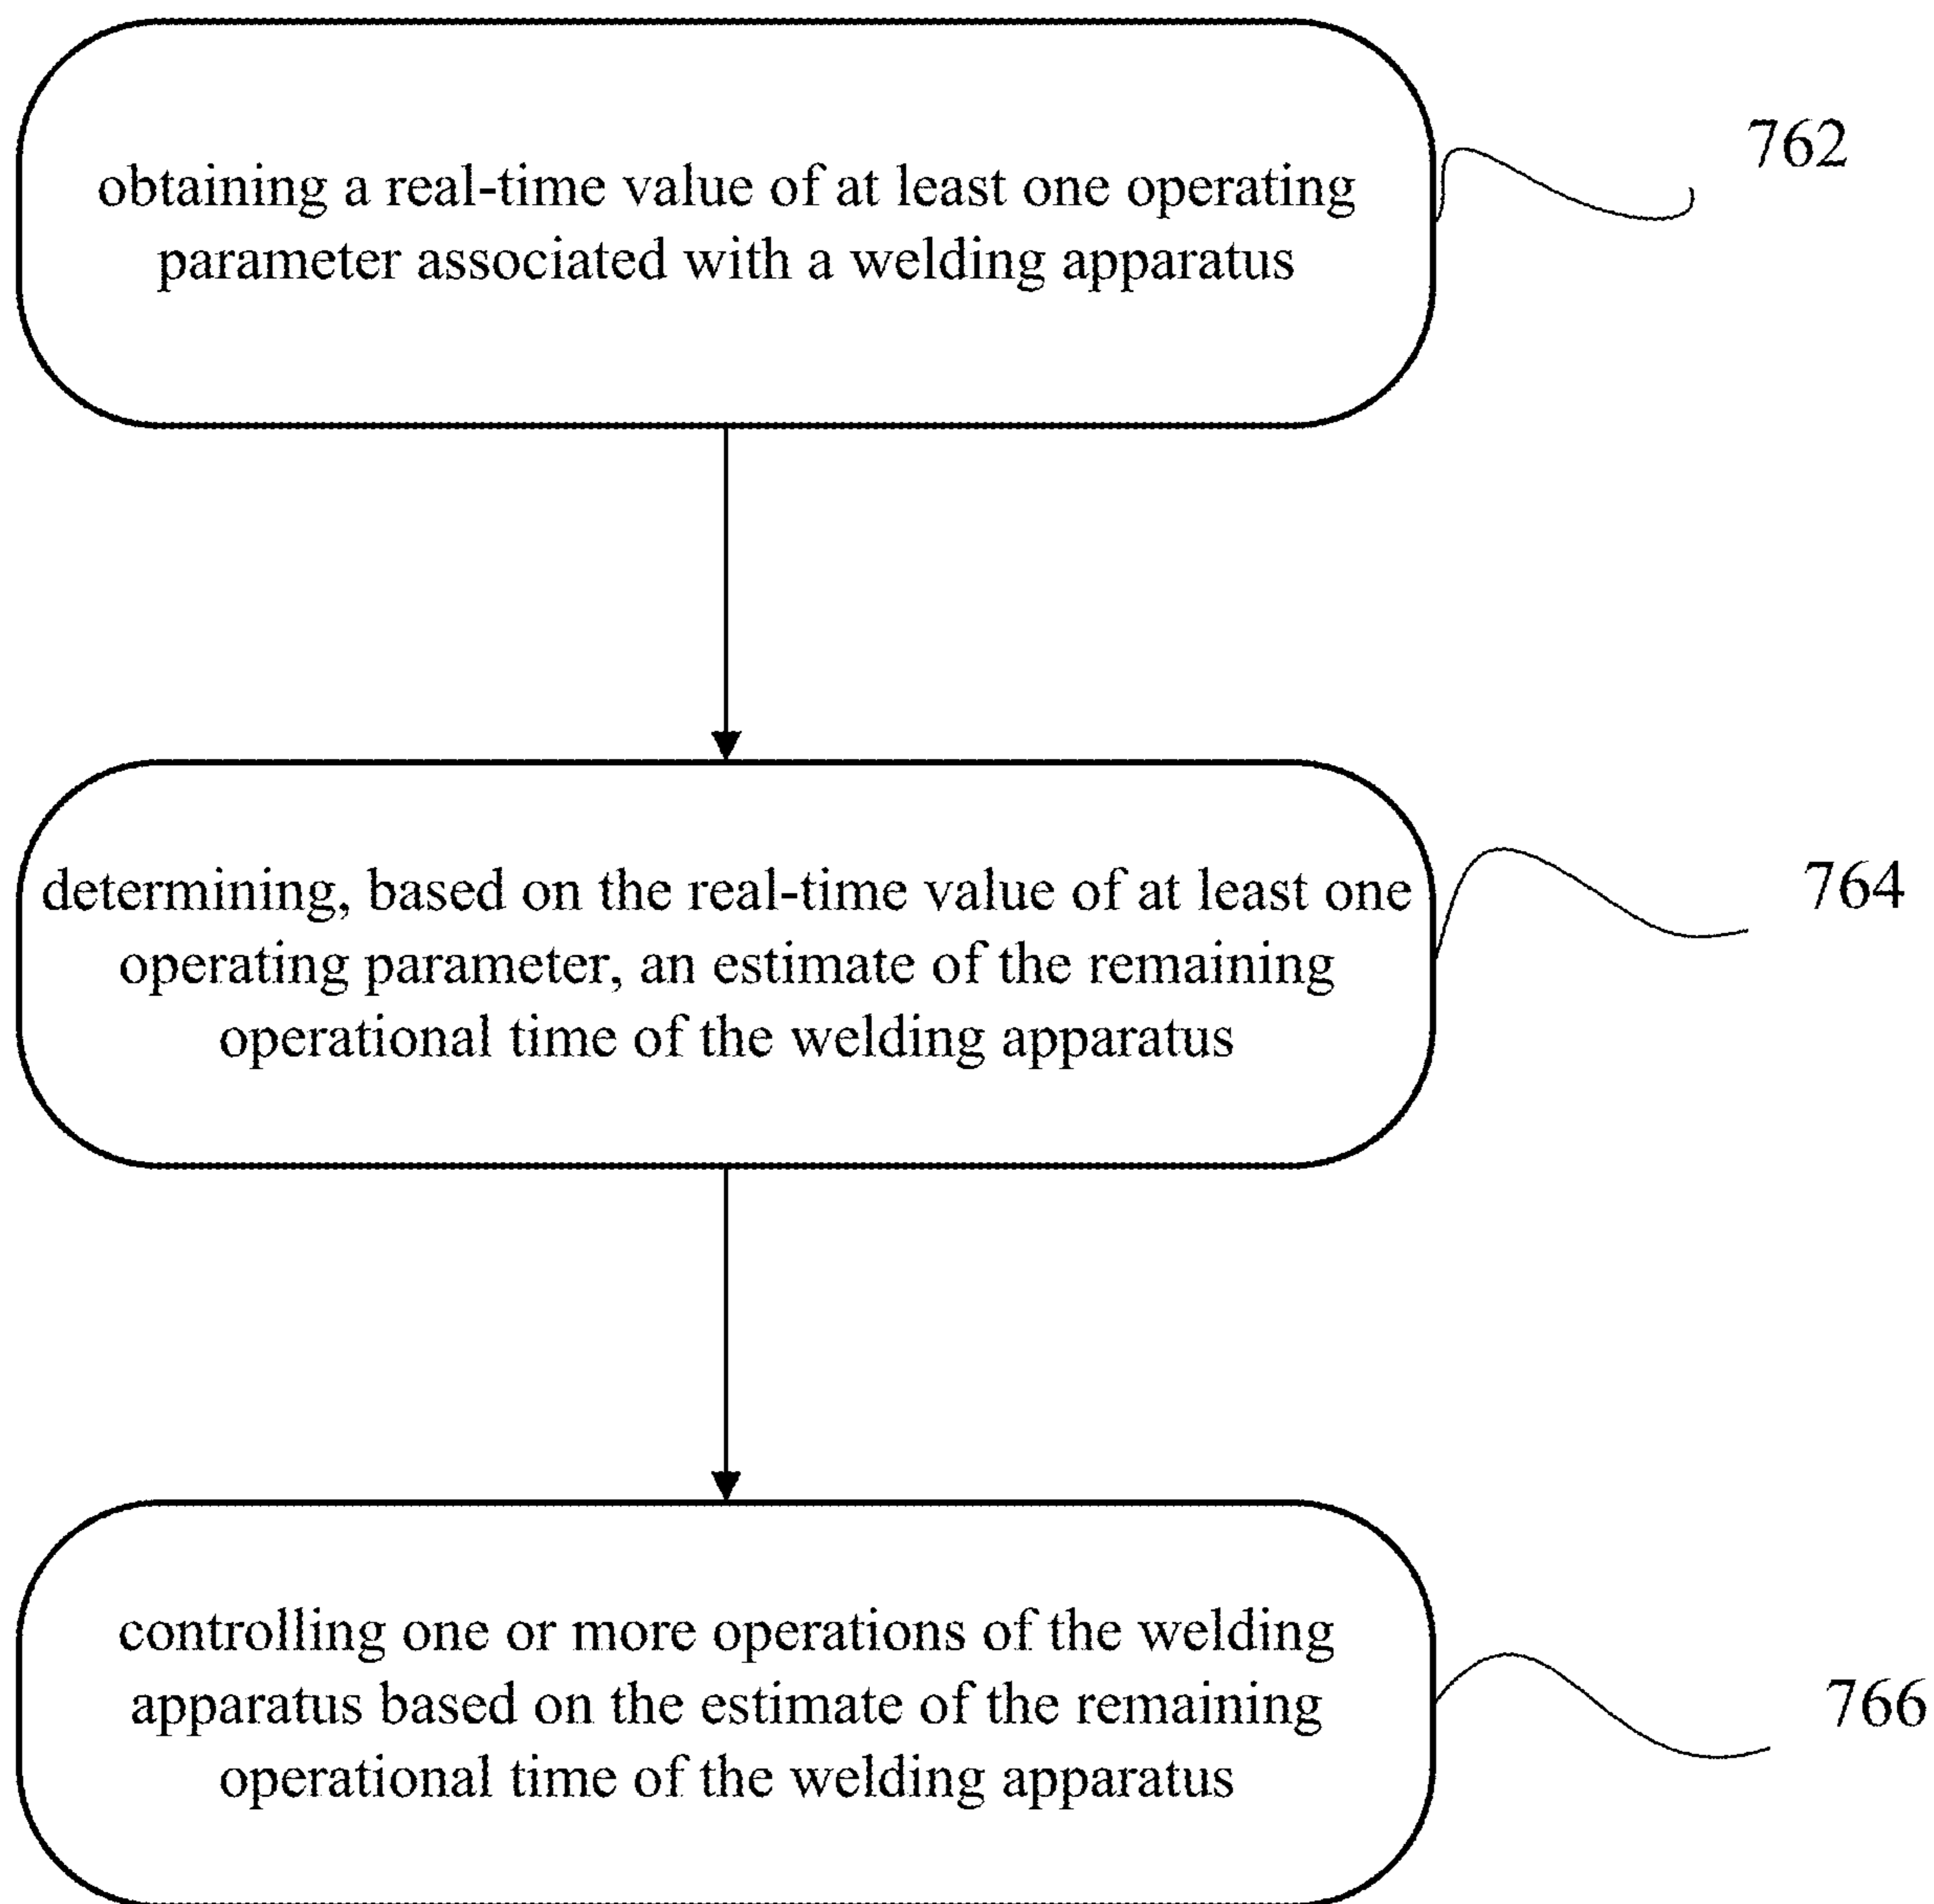 obtaining a real-time value of at least one operating
parameter associated with a welding apparatus
762
determining, based on the real-time value of at least one
operating parameter, an estimate of the remaining
operational time of the welding apparatus
764
controlling one or more operations of the welding
apparatus based on the estimate of the remaining
operational time of the welding apparatus
766